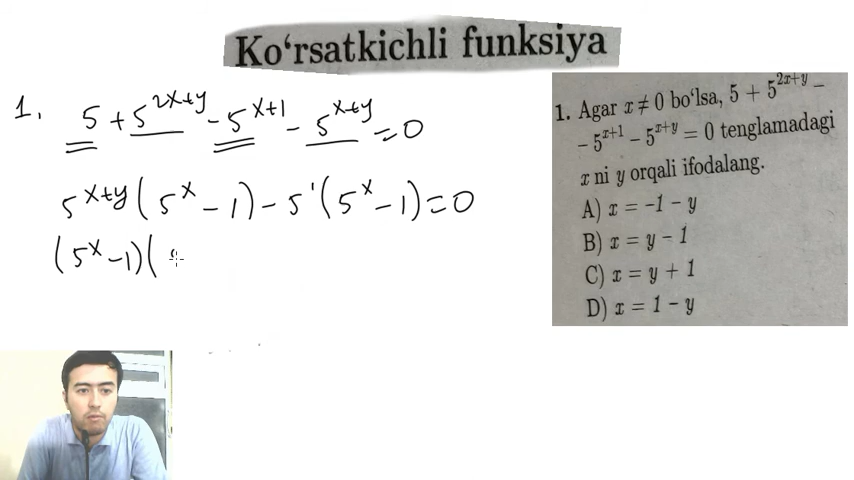 Ko'rsatkichli funksiya
1. 5 + 5^{2x+y} - 5^{x+1} - 5^{x+y} = 0
5^{x+y}(5^x - 1) - 5^1(5^x - 1) = 0
(5^x - 1)(
1. Agar x ≠ 0 bo'lsa, 5 + 5^{2x+y} -
- 5^{x+1} - 5^{x+y} = 0 tenglamadagi
x ni y orqali ifodalang.
A) x = -1 - y
B) x = y - 1
C) x = y + 1
D) x = 1 - y